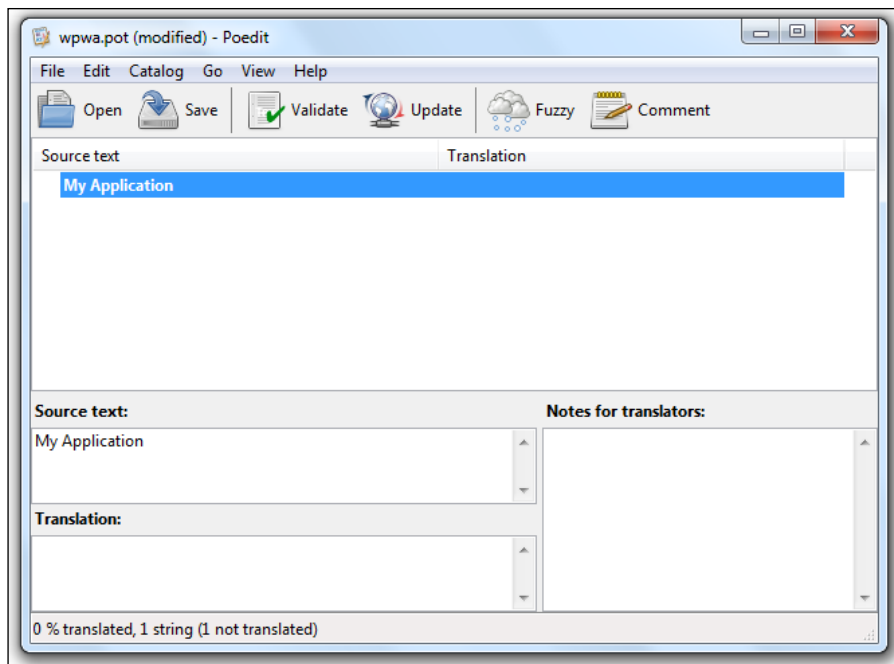 wpwa.pot (modified) - Poedit
File Edit Catalog Go View Help
Open Save Validate Update Fuzzy Comment
Source text Translation
My Application
Source text: Notes for translators:
My Application
Translation:
0 % translated, 1 string (1 not translated)